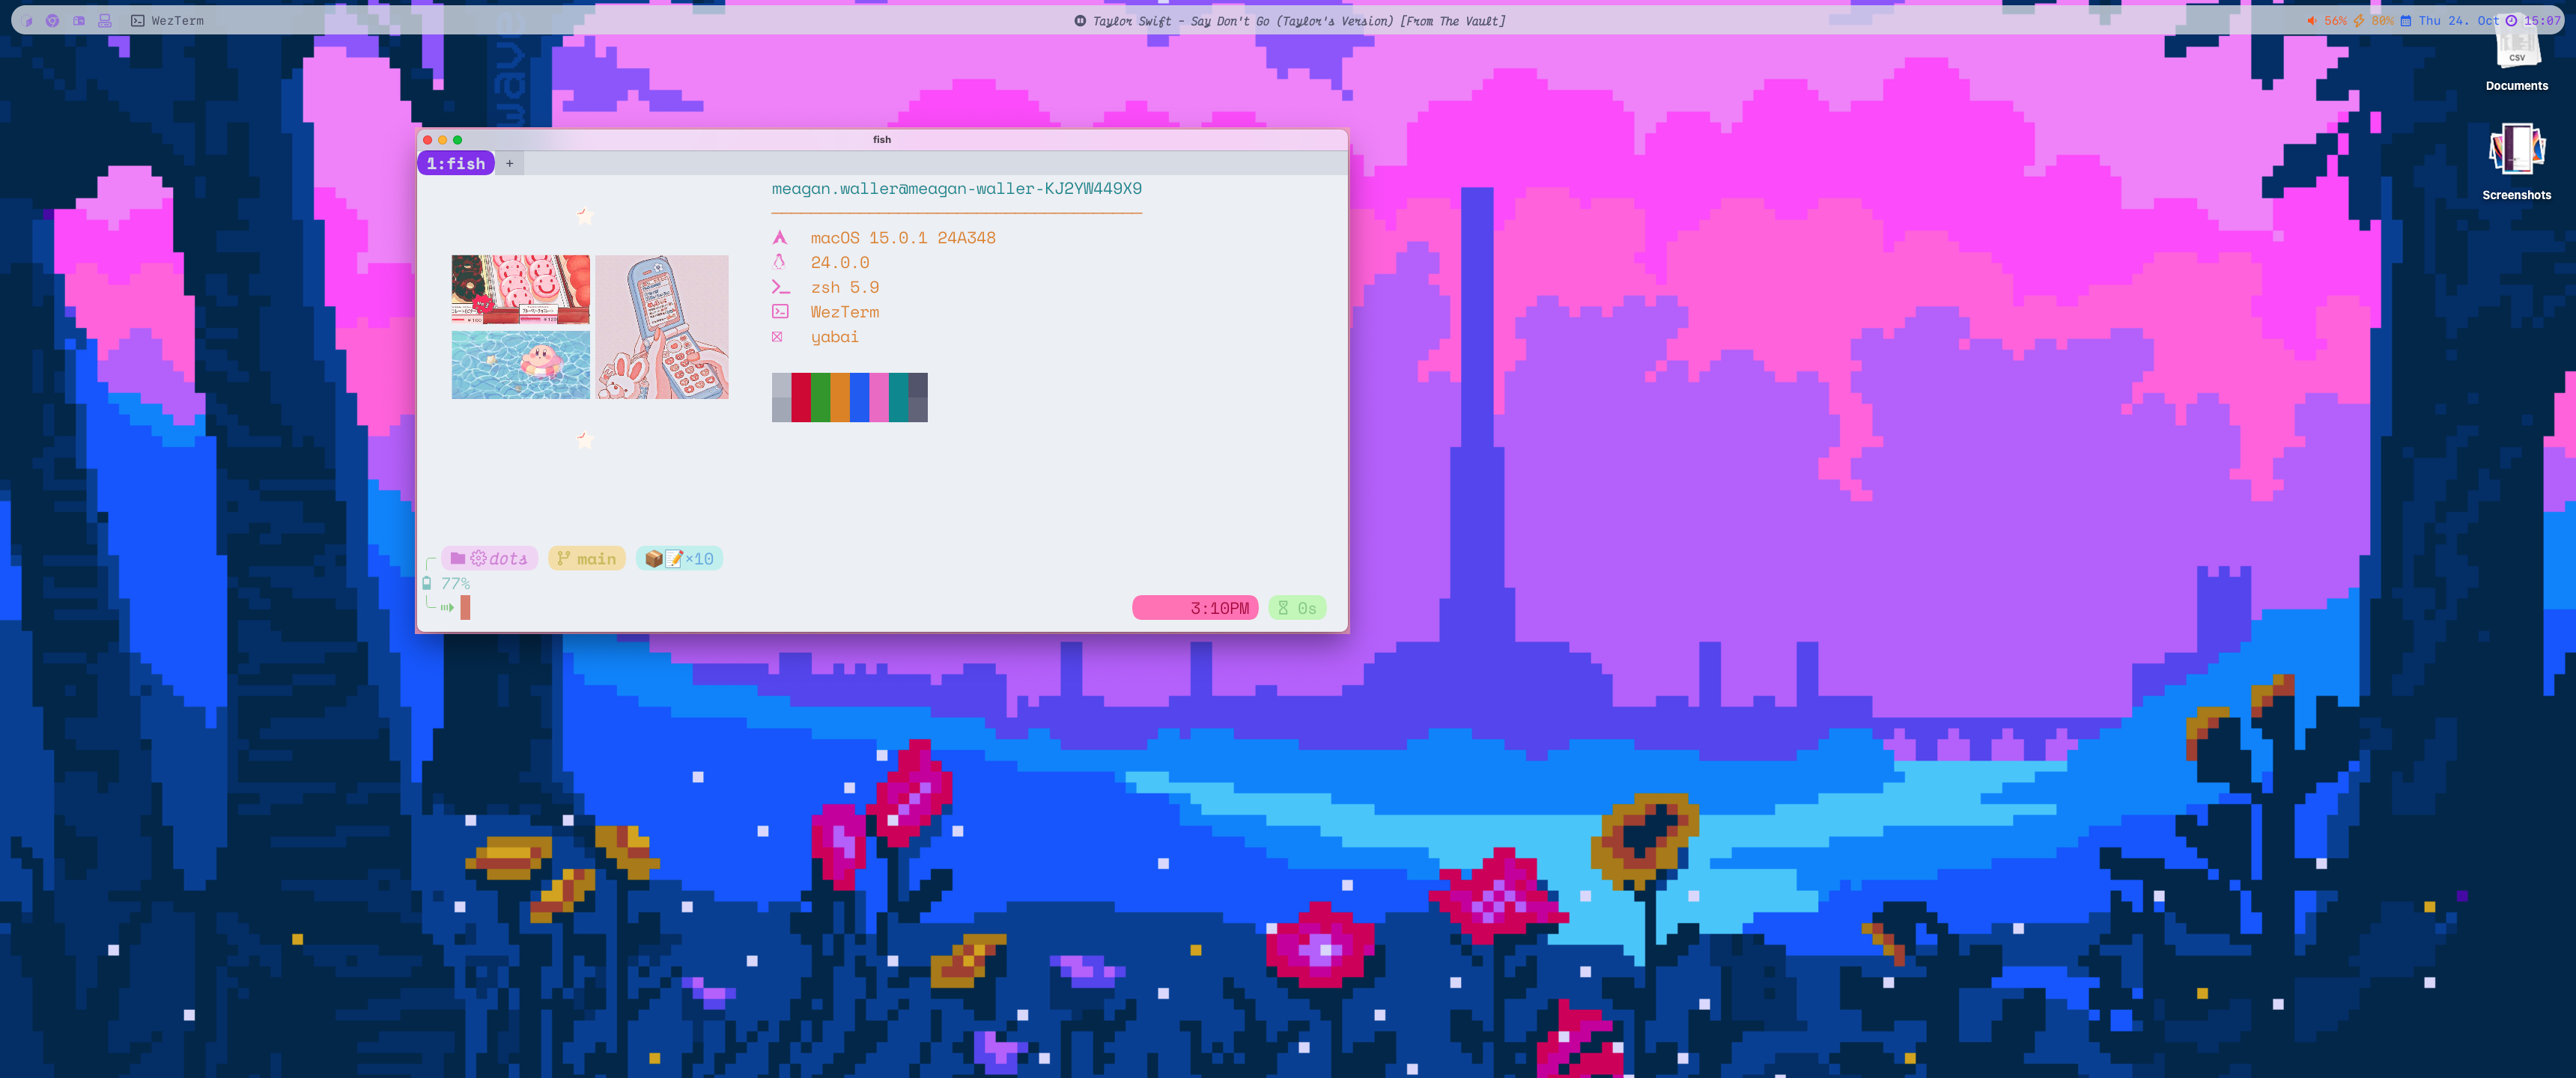 WezTerm
Taylor Swift - Say Don't Go (Taylor's Version) [From The Vault]
56% 80% Thu 24. Oct 15:07
CSV
Documents
Screenshots
wave
fish
1:fish +
meagan.waller@meagan-waller-KJ2YW449X9
macOS 15.0.1 24A348
24.0.0
zsh 5.9
WezTerm
yabai
dots main ×10
77%
3:10PM 0s